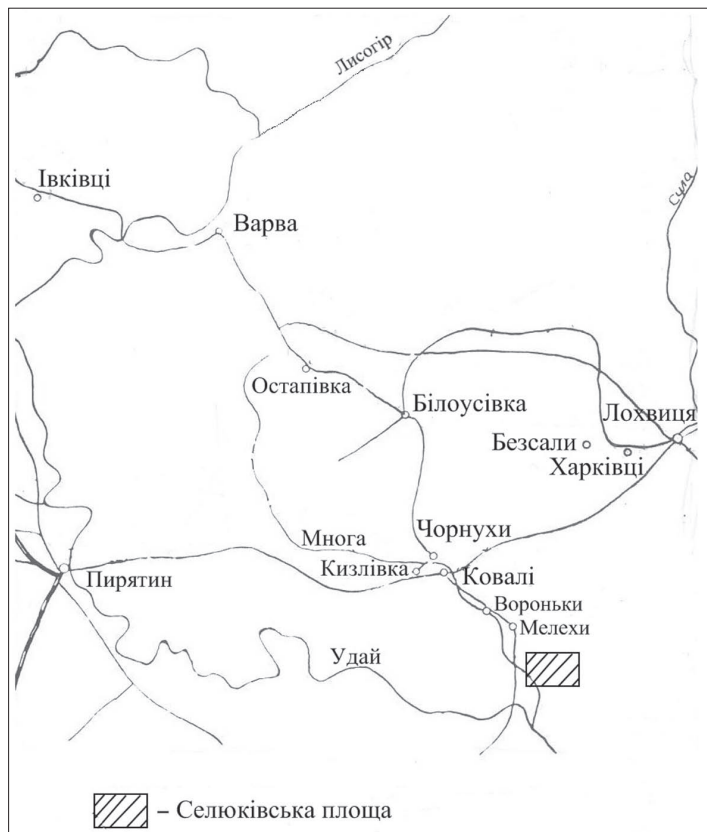 Лисогір
Івківці
Сула
Варва
Остапівка
Білоусівка
Лохвиця
Безсали
Харківці
Чорнухи
Многа
Кизлівка
Ковалі
Пирятин
Вороньки
Мелехи
Удай
– Селюківська площа